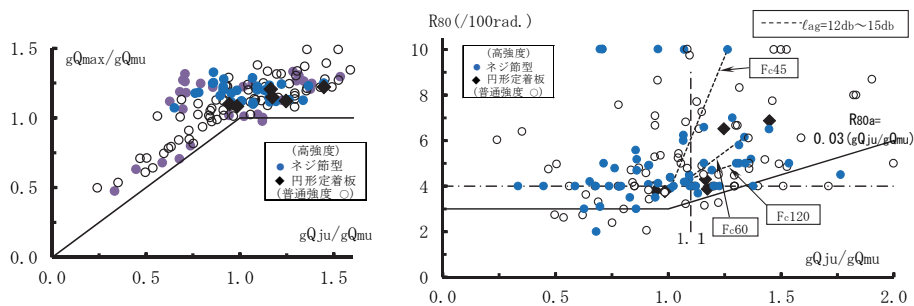 gQmax/gQmu
1.5
1.0
0.5
0.0
0.0
0.5
1.0
1.5
gQju/gQmu
(高強度)
ネジ節型
円形定着板
(普通強度 ○)
R80(/100rad.)
10
8
6
4
2
0
0.0
0.5
1.0
1.5
2.0
gQju/gQmu
(高強度)
ネジ節型
円形定着板
(普通強度 ○)
ℓag=12db～15db
Fc45
R80a=
0.03(gQju/gQmu)
Fc120
Fc60
1.1